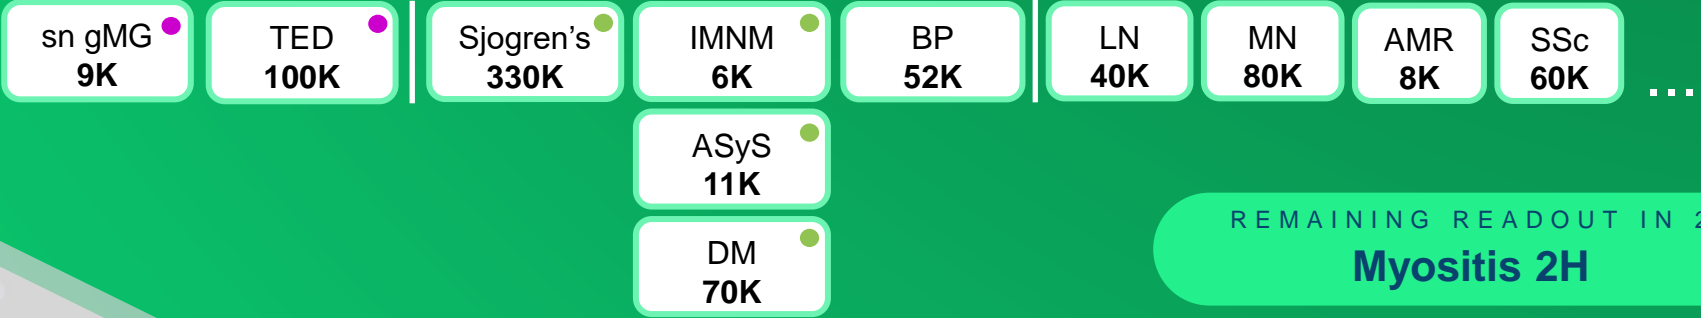 sn gMG
9K
TED
100K
Sjogren’s
330K
IMNM
6K
BP
52K
LN
40K
MN
80K
AMR
8K
SSc
60K
....
ASyS
11K
DM
70K
REMAINING READOUT IN
Myositis 2H